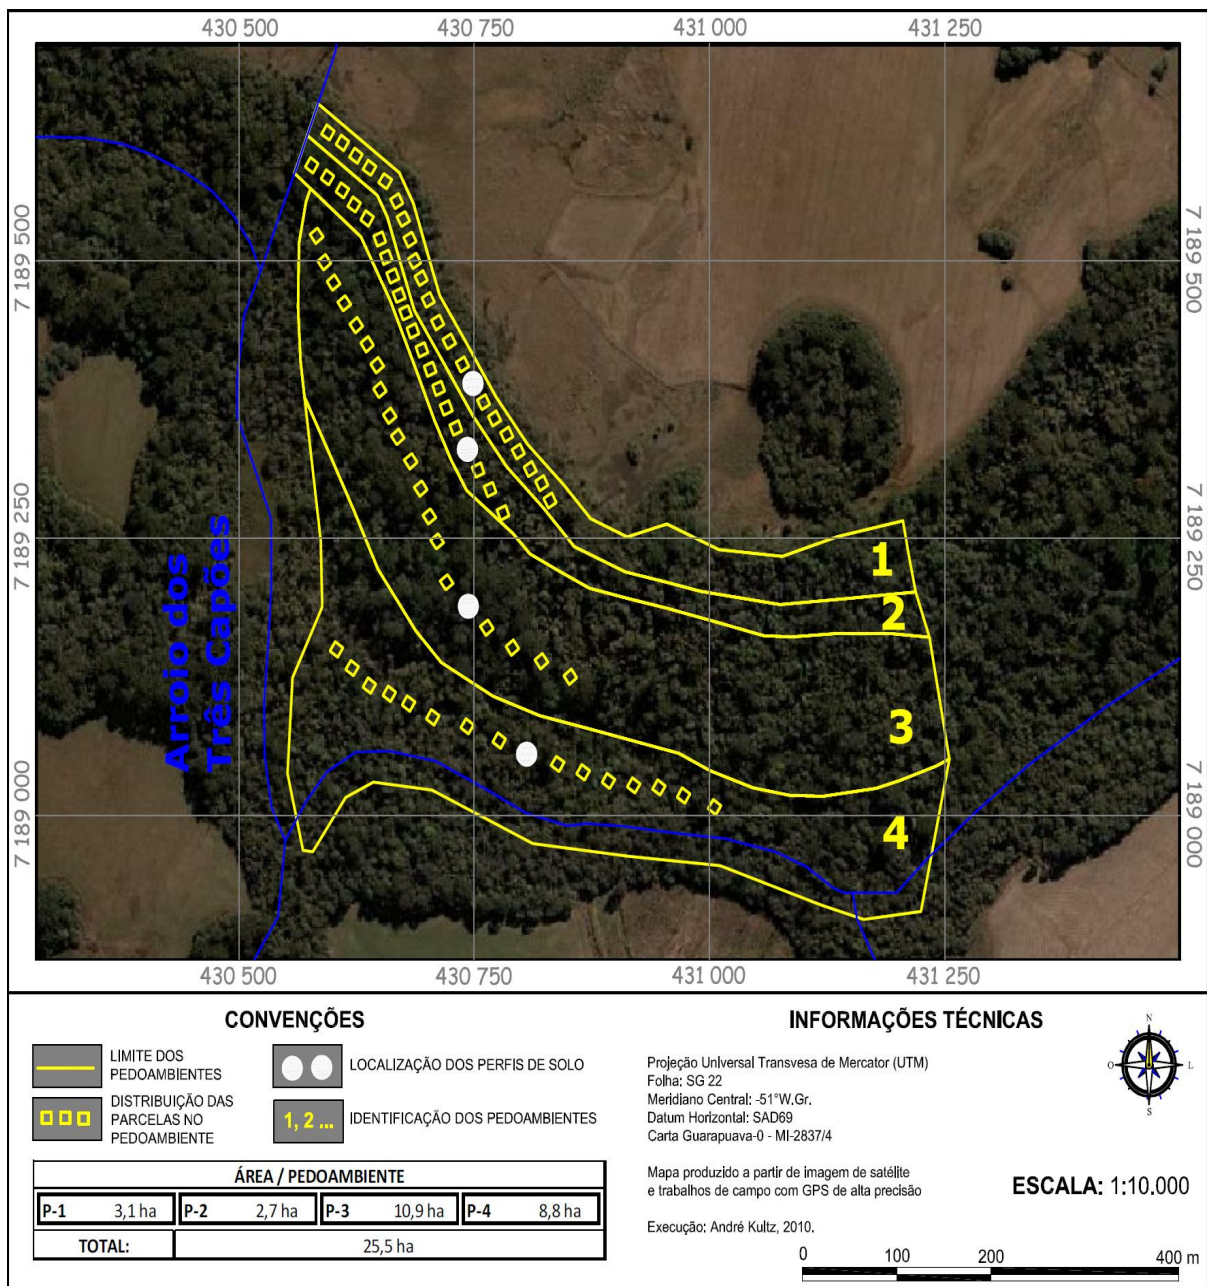 430 500 430 750 431 000 431 250
7 189 500
7 189 500
7 189 250
7 189 250
7 189 000
7 189 000
Arroio dos
Três Capões
1
2
3
4
430 500 430 750 431 000 431 250
CONVENÇÕES
LIMITE DOS
PEDOAMBIENTES
LOCALIZAÇÃO DOS PERFIS DE SOLO
DISTRIBUIÇÃO DAS
PARCELAS NO
PEDOAMBIENTE
1, 2 ...
IDENTIFICAÇÃO DOS PEDOAMBIENTES
ÁREA / PEDOAMBIENTE
P-1 3,1 ha P-2 2,7 ha P-3 10,9 ha P-4 8,8 ha
TOTAL: 25,5 ha
INFORMAÇÕES TÉCNICAS
N
O L
S
Projeção Universal Transvesa de Mercator (UTM)
Folha: SG 22
Meridiano Central: -51°W.Gr.
Datum Horizontal: SAD69
Carta Guarapuava-0 - MI-2837/4
Mapa produzido a partir de imagem de satélite
e trabalhos de campo com GPS de alta precisão
ESCALA: 1:10.000
Execução: André Kultz, 2010.
0 100 200 400 m